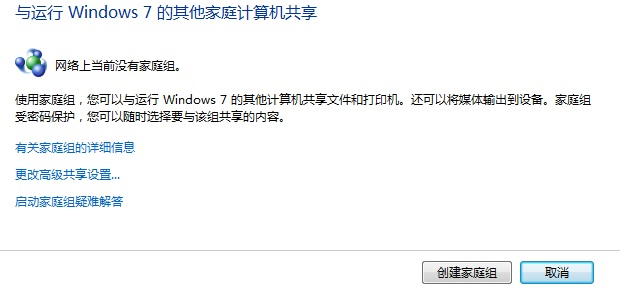 与运行 Windows 7 的其他家庭计算机共享
网络上当前没有家庭组。
使用家庭组，您可以与运行 Windows 7 的其他计算机共享文件和打印机。还可以将媒体输出到设备。家庭组
受密码保护，您可以随时选择要与该组共享的内容。
有关家庭组的详细信息
更改高级共享设置...
启动家庭组疑难解答
创建家庭组
取消